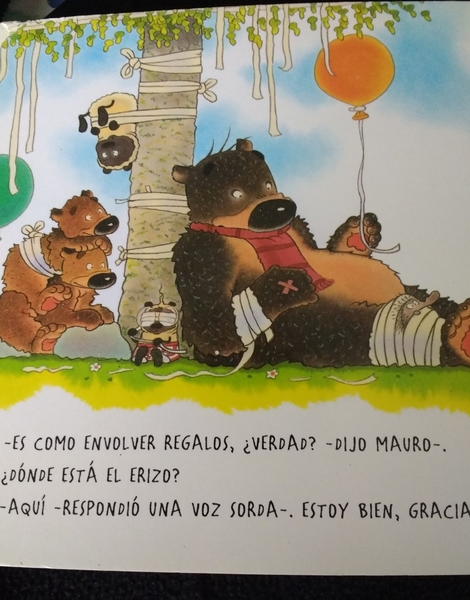 -ES COMO ENVOLVER REGALOS, ¿VERDAD? -DIJO MAURO-.
¿DÓNDE ESTÁ EL ERIZO?
-AQUÍ -RESPONDIÓ UNA VOZ SORDA-. ESTOY BIEN, GRACIA